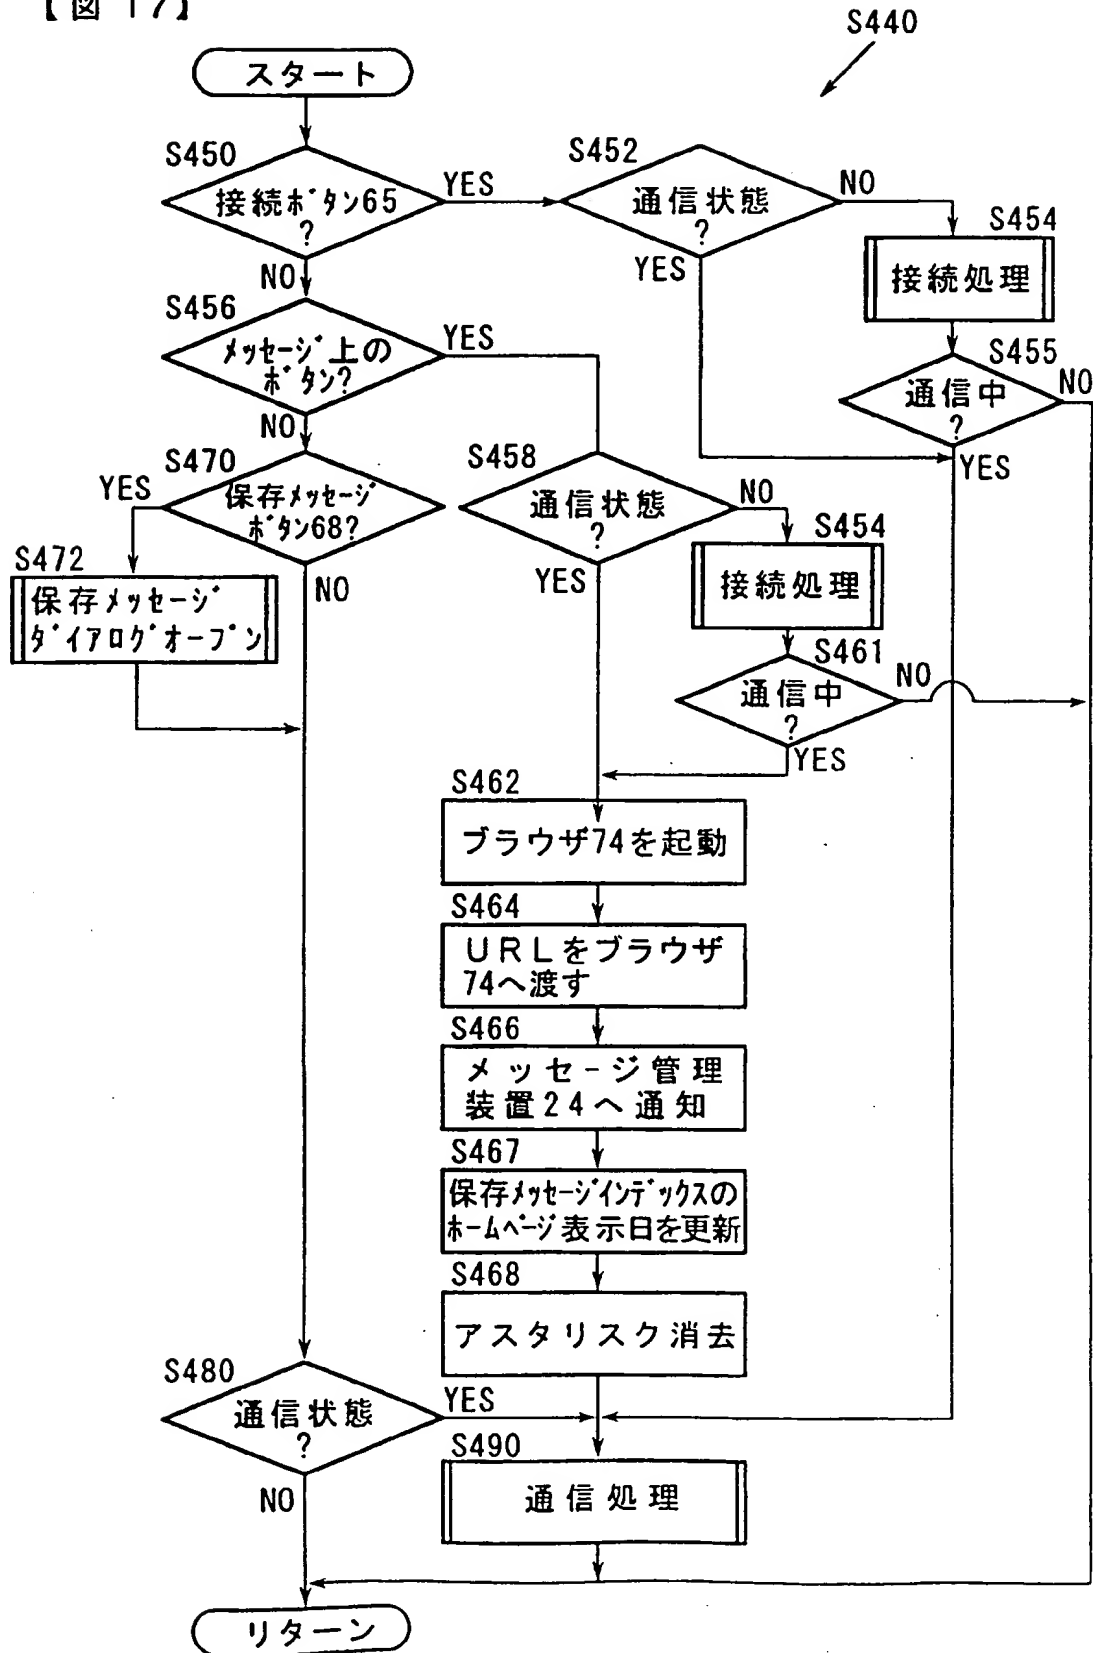 【図 17】
S440
スタート
S450
接続ボタン65
?
YES
NO
S452
通信状態
?
NO
YES
S454
接続処理
S455
通信中
?
NO
YES
S456
メッセージ上の
ボタン?
YES
NO
S458
通信状態
?
NO
YES
S454
接続処理
S461
通信中
?
NO
YES
S470
保存メッセージ
ボタン68?
YES
NO
S472
保存メッセージ
ダイアログオープン
S462
ブラウザ74を起動
S464
URLをブラウザ
74へ渡す
S466
メッセージ管理
装置24へ通知
S467
保存メッセージインデックスの
ホームページ表示日を更新
S468
アスタリスク消去
S480
通信状態
?
YES
NO
S490
通信処理
リターン